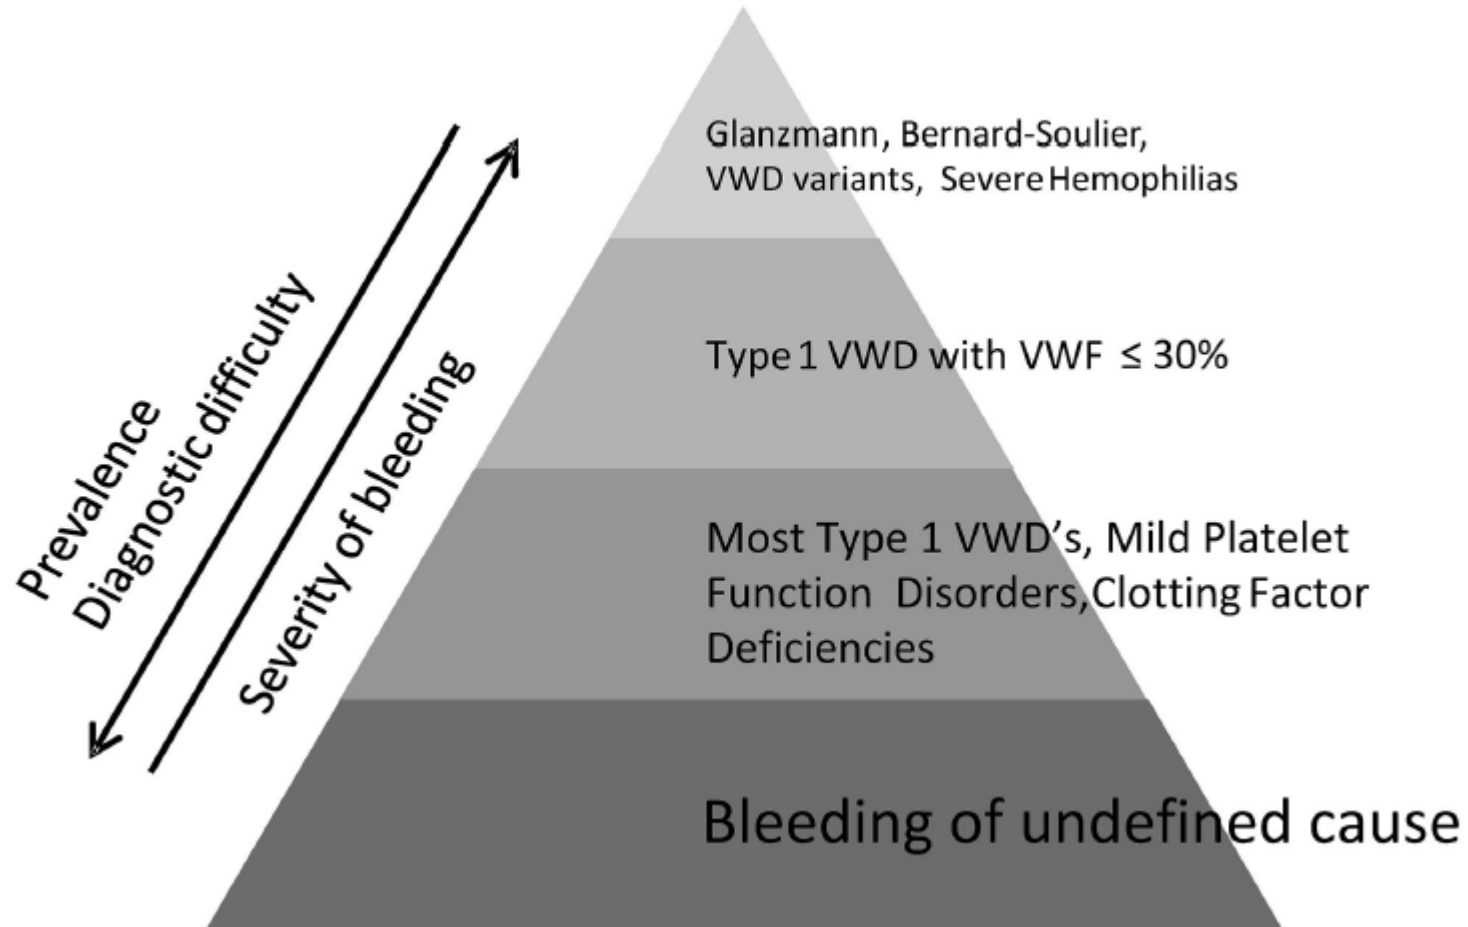 Glanzmann, Bernard-Soulier,
VWD variants, Severe Hemophilias
Type 1 VWD with VWF ≤ 30%
Most Type 1 VWD's, Mild Platelet
Function Disorders, Clotting Factor
Deficiencies
Bleeding of undefined cause
Prevalence
Diagnostic difficulty
Severity of bleeding